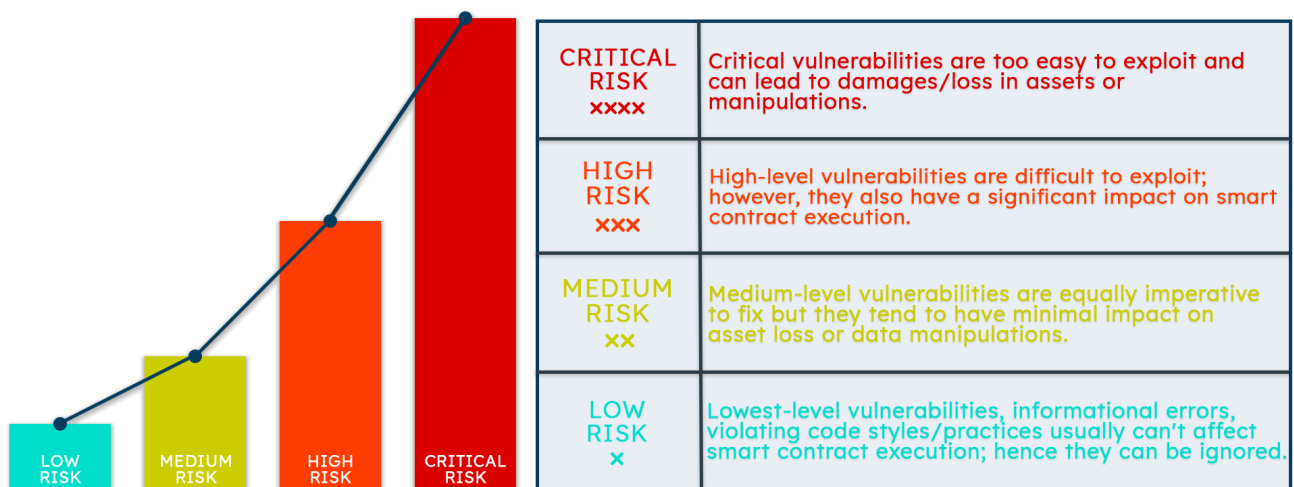 LOW
RISK
MEDIUM
RISK
HIGH
RISK
CRITICAL
RISK
CRITICAL
RISK
××××
Critical vulnerabilities are too easy to exploit and
can lead to damages/loss in assets or
manipulations.
HIGH
RISK
×××
High-level vulnerabilities are difficult to exploit;
however, they also have a significant impact on smart
contract execution.
MEDIUM
RISK
××
Medium-level vulnerabilities are equally imperative
to fix but they tend to have minimal impact on
asset loss or data manipulations.
LOW
RISK
×
Lowest-level vulnerabilities, informational errors,
violating code styles/practices usually can't affect
smart contract execution; hence they can be ignored.